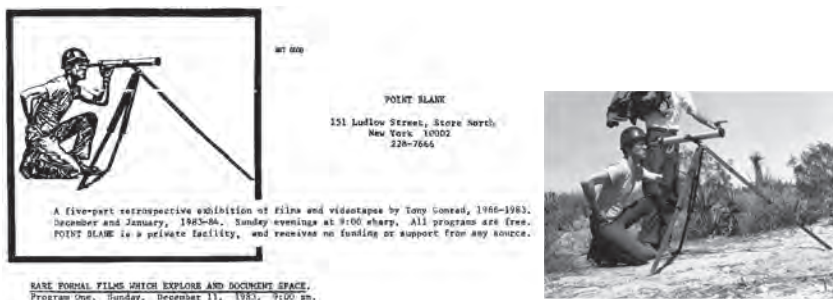 POINT BLANK
151 Ludlow Street, Store North
New York 10002
228-7666
A five-part retrospective exhibition of films and videotapes by Tony Conrad, 1966-1983.
December and January, 1983-84. Sunday evenings at 9:00 sharp. All programs are free.
POINT BLANK is a private facility, and receives no funding or support from any source.
RARE FORMAL FILMS WHICH EXPLORE AND DOCUMENT SPACE.
Program One. Sunday, December 11, 1983, 9:00 pm.